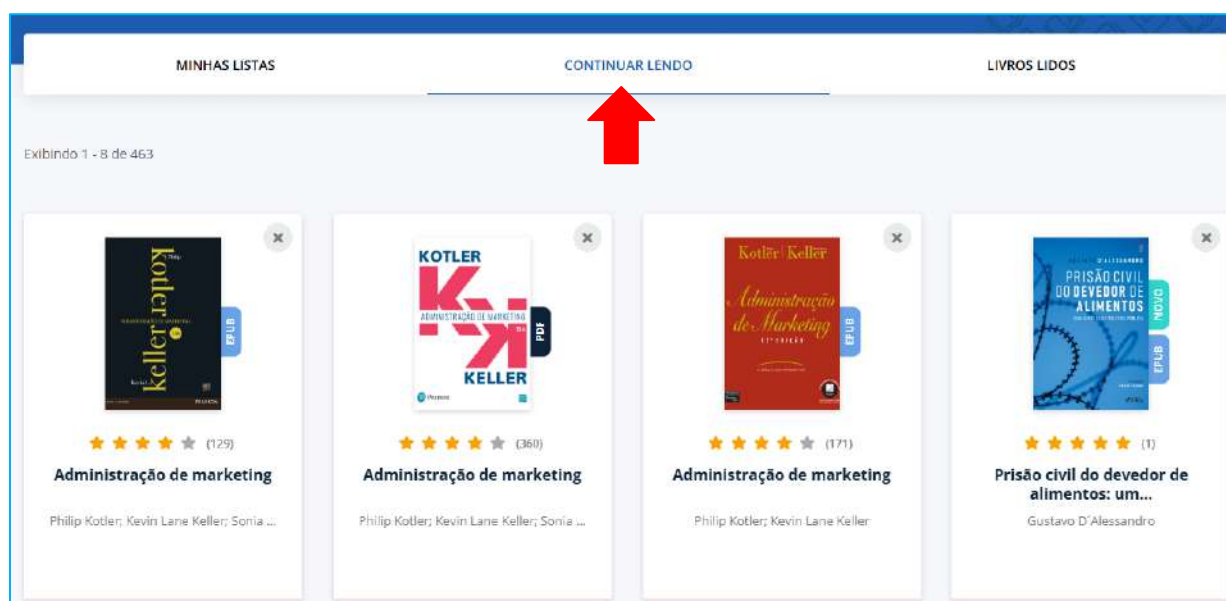 MINHAS LISTAS
CONTINUAR LENDO
LIVROS LIDOS
Exibindo 1 - 8 de 463
Kotler
keller
EPUB
(129)
Administração de marketing
Philip Kotler; Kevin Lane Keller; Sonia ...
KOTLER
ADMINISTRAÇÃO DE MARKETING
KELLER
Pearson
PDF
(360)
Administração de marketing
Philip Kotler; Kevin Lane Keller; Sonia ...
Kotler Keller
Administração
de Marketing
12ª EDIÇÃO
EPUB
(171)
Administração de marketing
Philip Kotler; Kevin Lane Keller
D'ALESSANDRO
PRISÃO CIVIL
DO DEVEDOR DE
ALIMENTOS
NOVO
EPUB
(1)
Prisão civil do devedor de
alimentos: um...
Gustavo D´Alessandro